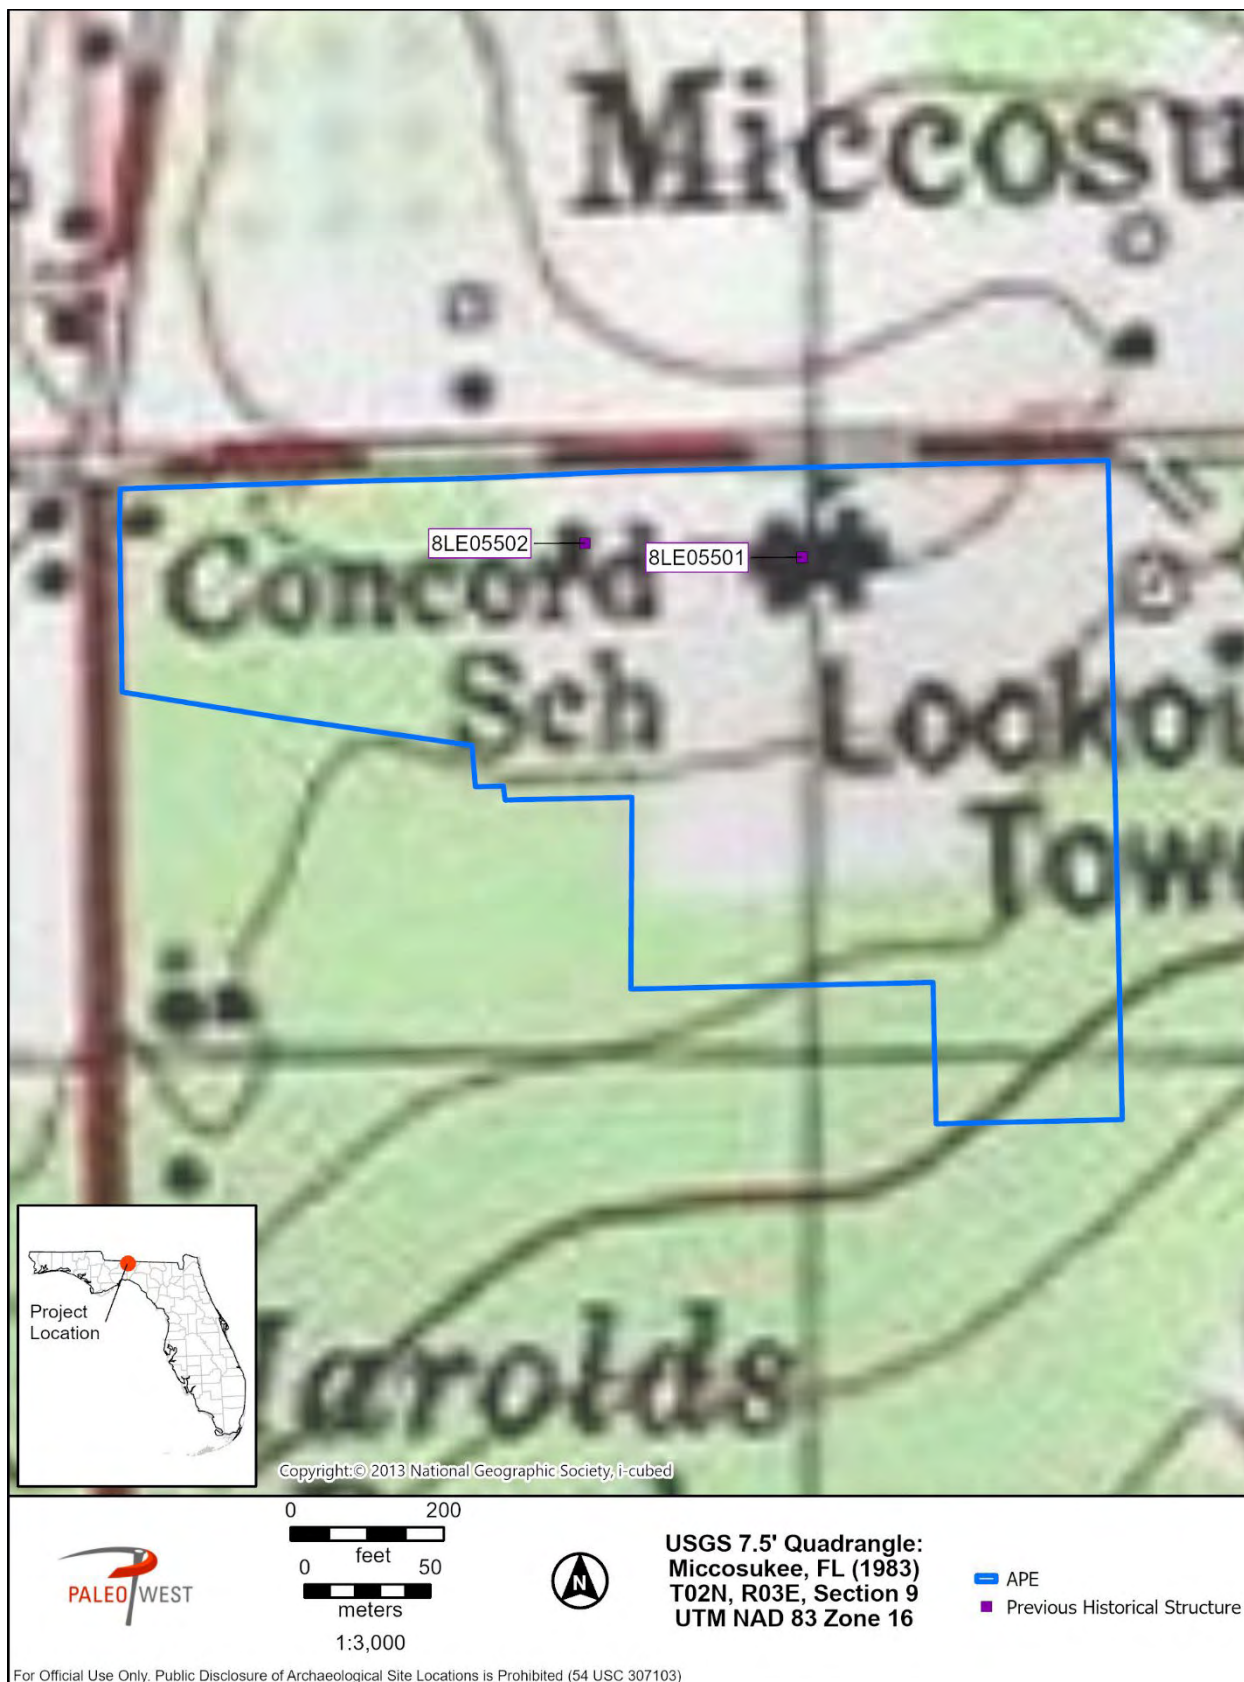 Miccosu
8LE05502
8LE05501
Concord
Sch
Lookou
Towe
Project
Location
arolds
Copyright:© 2013 National Geographic Society, i-cubed
0 200
feet
0 50
meters
1:3,000
PALEO WEST
N
USGS 7.5' Quadrangle:
Miccosukee, FL (1983)
T02N, R03E, Section 9
UTM NAD 83 Zone 16
APE
Previous Historical Structure
For Official Use Only. Public Disclosure of Archaeological Site Locations is Prohibited (54 USC 307103)